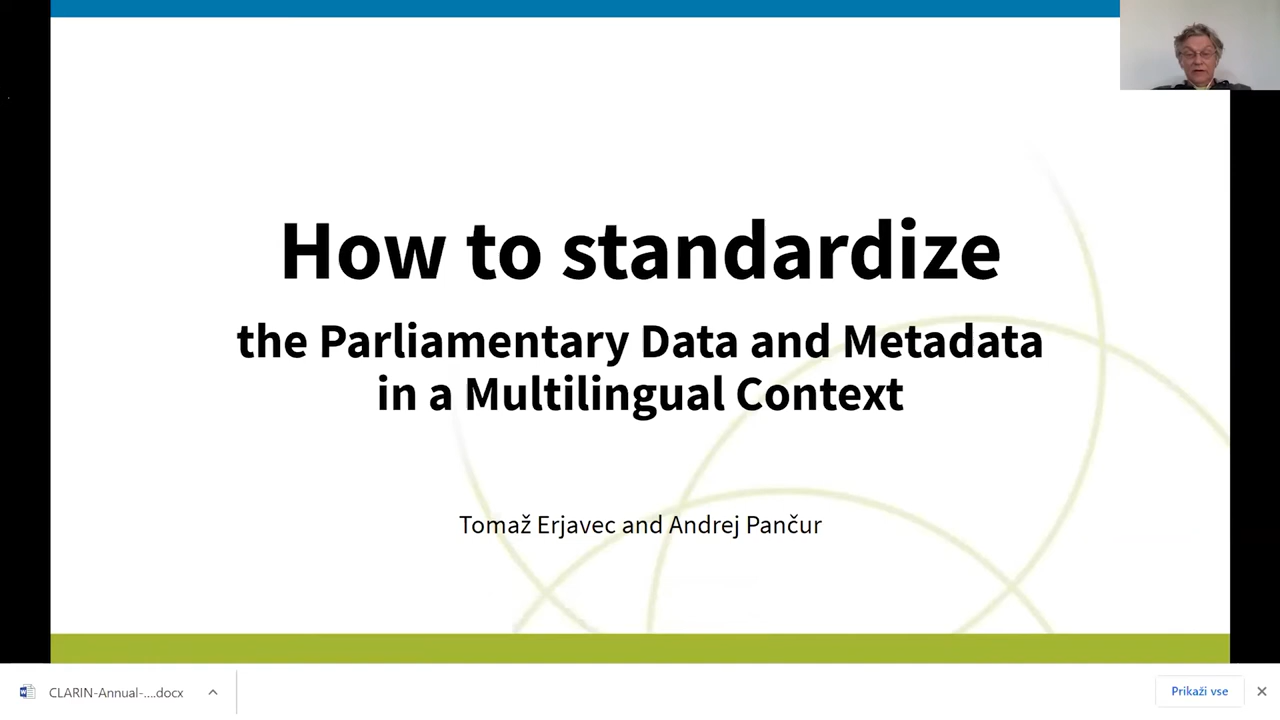 How to standardize
the Parliamentary Data and Metadata
in a Multilingual Context
Tomaž Erjavec and Andrej Pančur
CLARIN-Annual-....docx
Prikaži vse